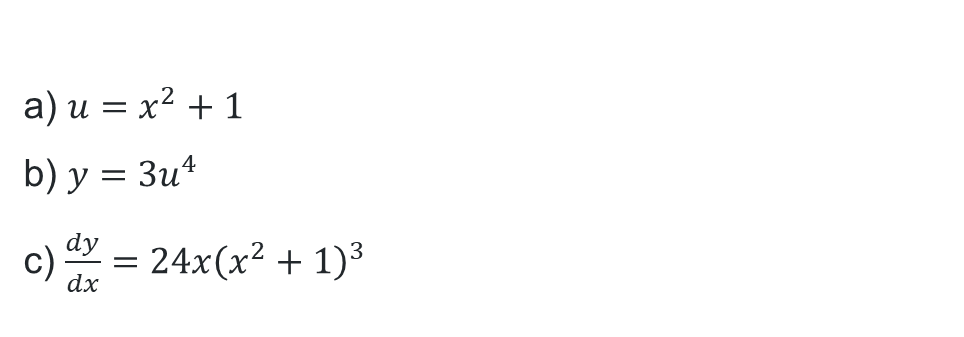 a) u = x² + 1
b) y = 3u⁴
c) dy/dx = 24x(x² + 1)³